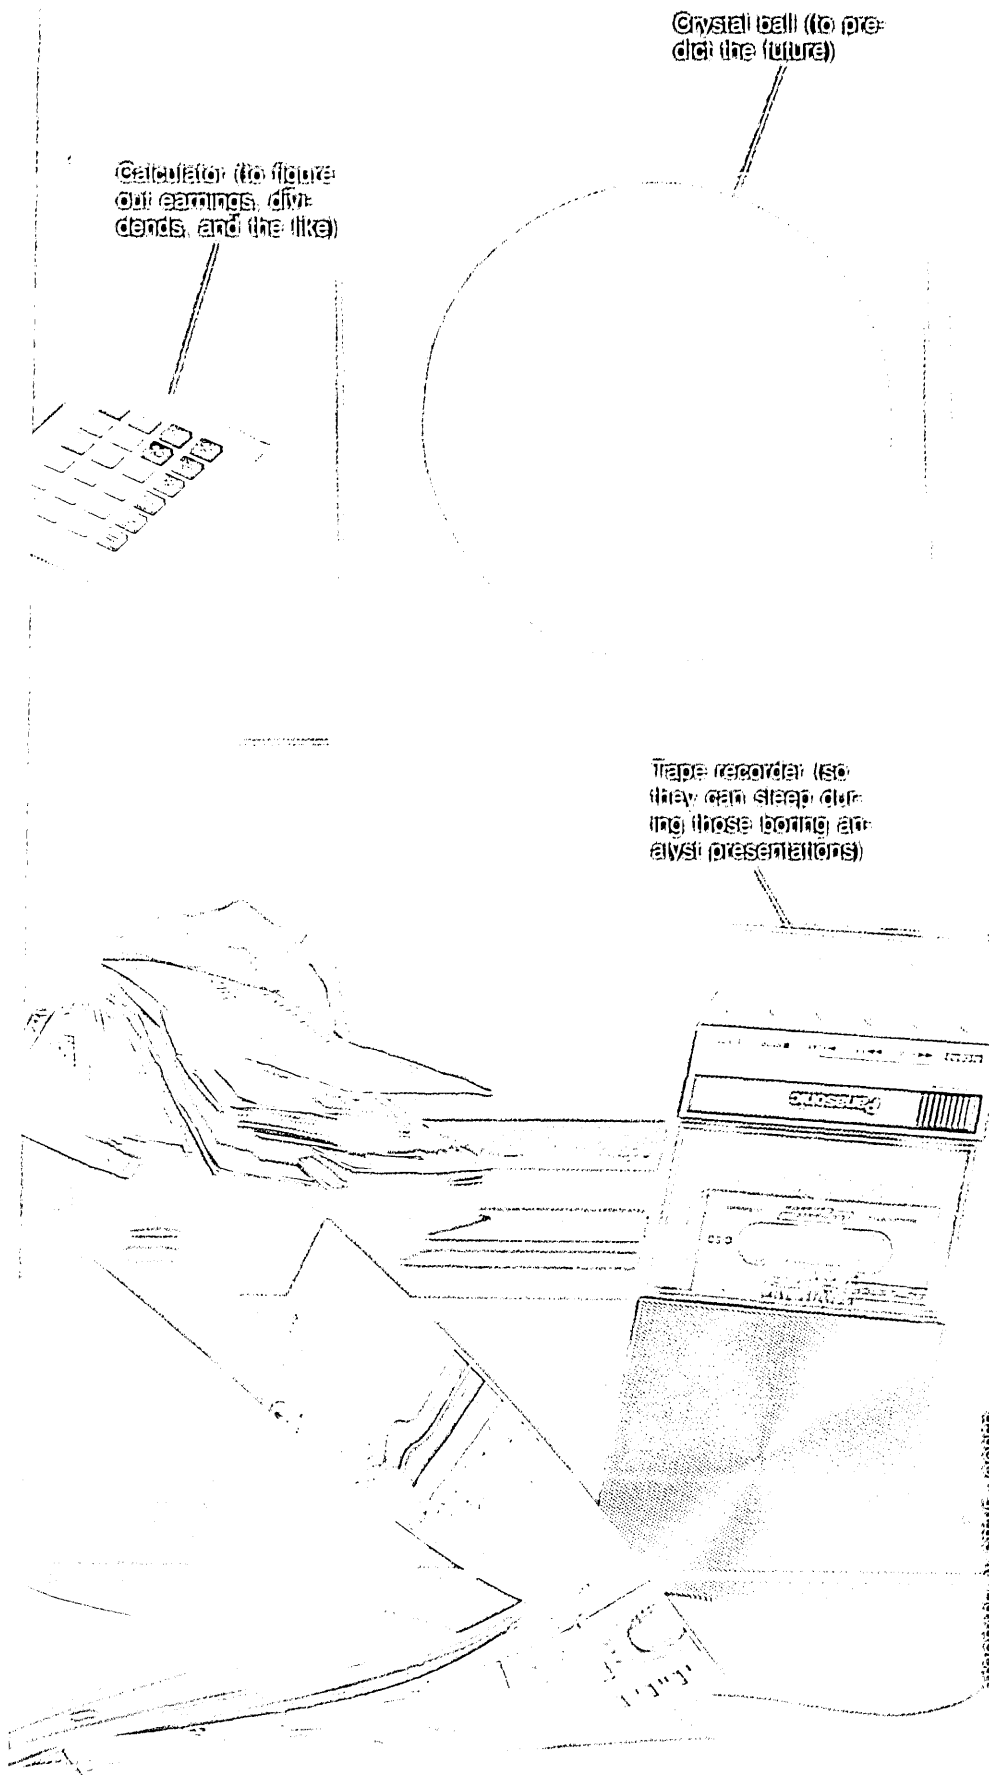 Crystal ball (to pre-
dict the future)
Calculator (to figure
out earnings, divi-
dends, and the like)
Tape recorder (so
they can sleep dur-
ing those boring an-
alyst presentations)
Panasonic